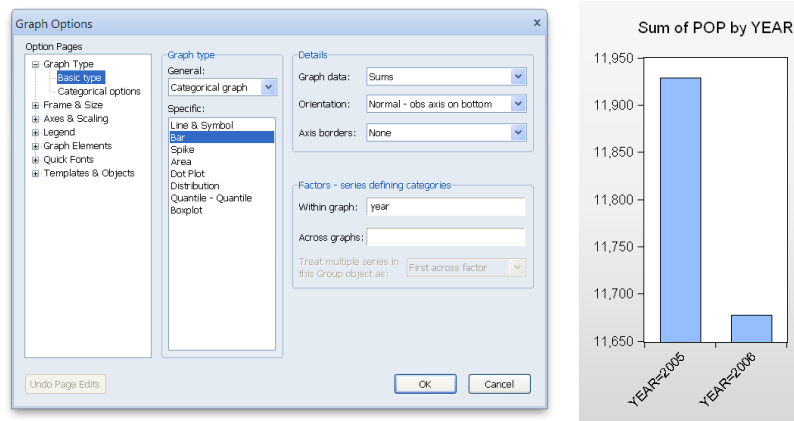 Graph Options
x
Option Pages
Graph Type
Basic type
Categorical options
Frame & Size
Axes & Scaling
Legend
Graph Elements
Quick Fonts
Templates & Objects
Graph type
General:
Categorical graph
Specific:
Line & Symbol
Bar
Spike
Area
Dot Plot
Distribution
Quantile - Quantile
Boxplot
Details
Graph data: Sums
Orientation: Normal - obs axis on bottom
Axis borders: None
Factors - series defining categories
Within graph: year
Across graphs:
Treat multiple series in
this Group object as: First across factor
Undo Page Edits
OK
Cancel
Sum of POP by YEAR
11,950
11,900
11,850
11,800
11,750
11,700
11,650
YEAR=2005
YEAR=2006